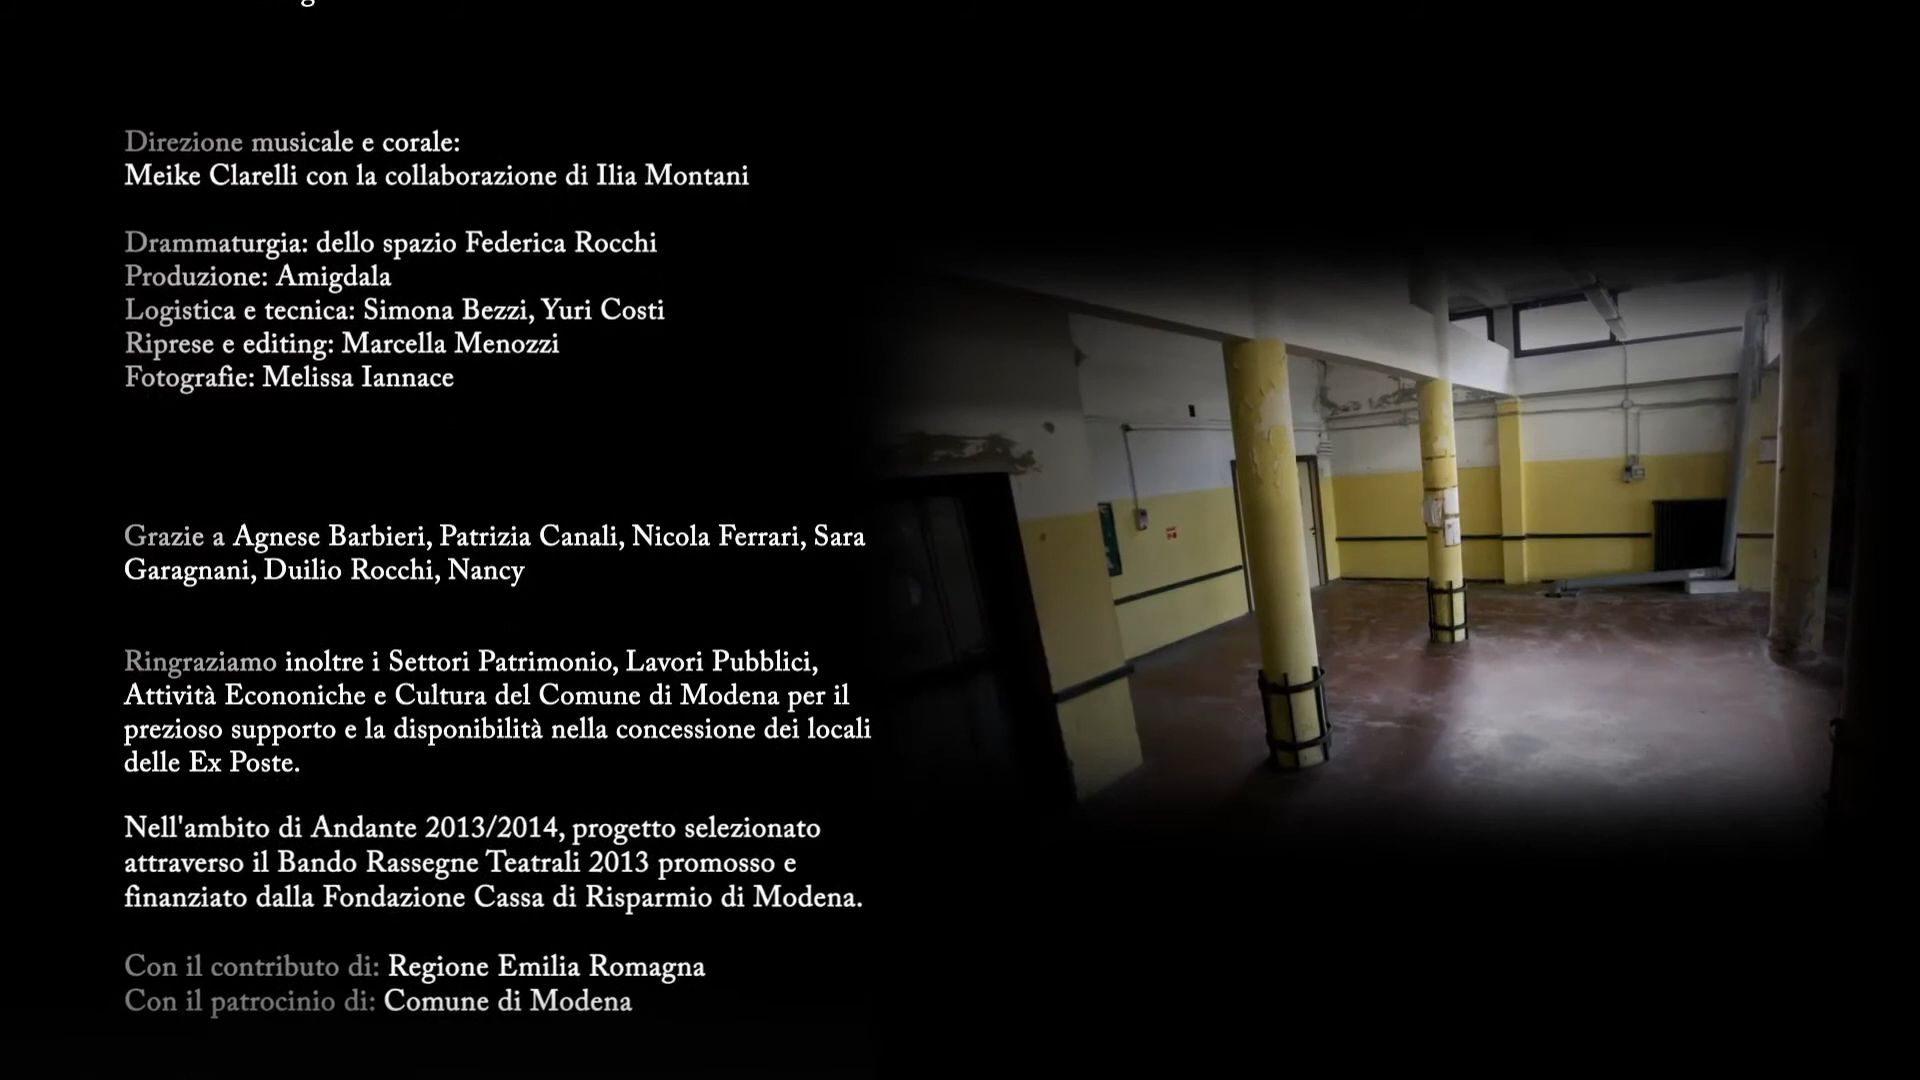 Direzione musicale e corale:
Meike Clarelli con la collaborazione di Ilia Montani
Drammaturgia: dello spazio Federica Rocchi
Produzione: Amigdala
Logistica e tecnica: Simona Bezzi, Yuri Costi
Riprese e editing: Marcella Menozzi
Fotografie: Melissa Iannace
Grazie a Agnese Barbieri, Patrizia Canali, Nicola Ferrari, Sara
Garagnani, Duilio Rocchi, Nancy
Ringraziamo inoltre i Settori Patrimonio, Lavori Pubblici,
Attività Econoniche e Cultura del Comune di Modena per il
prezioso supporto e la disponibilità nella concessione dei locali
delle Ex Poste.
Nell'ambito di Andante 2013/2014, progetto selezionato
attraverso il Bando Rassegne Teatrali 2013 promosso e
finanziato dalla Fondazione Cassa di Risparmio di Modena.
Con il contributo di: Regione Emilia Romagna
Con il patrocinio di: Comune di Modena